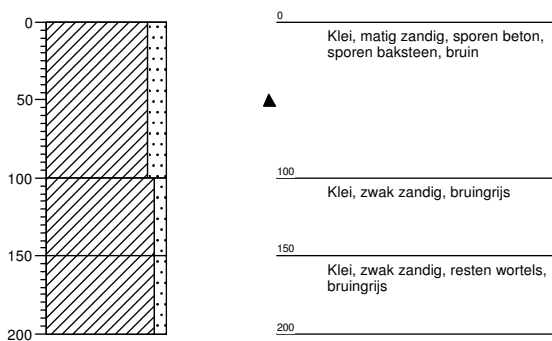 0
50
100
150
200
0
Klei, matig zandig, sporen beton,
sporen baksteen, bruin
100
Klei, zwak zandig, bruingrijs
150
Klei, zwak zandig, resten wortels,
bruingrijs
200